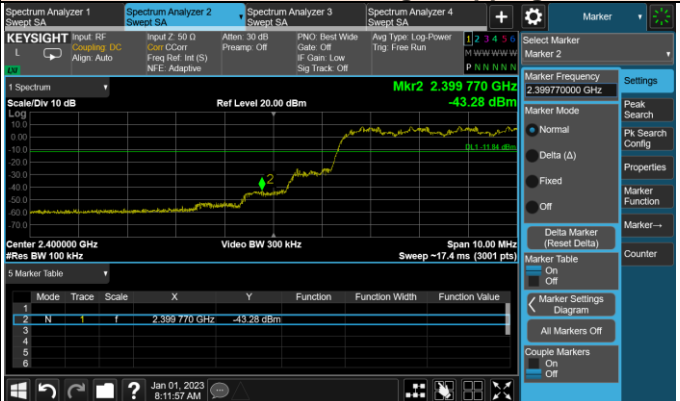 Spectrum Analyzer 1
Swept SA
Spectrum Analyzer 2
Swept SA
Spectrum Analyzer 3
Swept SA
Spectrum Analyzer 4
Swept SA
+
Marker
KEYSIGHT
L
Input: RF
Coupling: DC
Align: Auto
Input Z: 50 Ω
Corr CCorr
Freq Ref: Int (S)
NFE: Adaptive
Atten: 30 dB
Preamp: Off
PNO: Best Wide
Gate: Off
IF Gain: Low
Sig Track: Off
Avg Type: Log-Power
Trig: Free Run
1 2 3 4 5 6
M W W W W W
P N N N N N
LXI
1 Spectrum
Mkr2 2.399 770 GHz
Scale/Div 10 dB
Ref Level 20.00 dBm
-43.28 dBm
Log
10.0
0.00
-10.0
-20.0
-30.0
-40.0
-50.0
-60.0
-70.0
DL1 -11.94 dBm
2
Center 2.400000 GHz
Video BW 300 kHz
Span 10.00 MHz
#Res BW 100 kHz
Sweep ~17.4 ms (3001 pts)
5 Marker Table
Mode Trace Scale X Y Function Function Width Function Value
1
2 N 1 f 2.399 770 GHz -43.28 dBm
3
4
5
6
Select Marker
Marker 2
Marker Frequency
2.399770000 GHz
Marker Mode
Normal
Delta (Δ)
Fixed
Off
Delta Marker
(Reset Delta)
Marker Table
On
Off
Marker Settings
Diagram
All Markers Off
Couple Markers
On
Off
Settings
Peak
Search
Pk Search
Config
Properties
Marker
Function
Marker→
Counter
?
Jan 01, 2023
8:11:57 AM